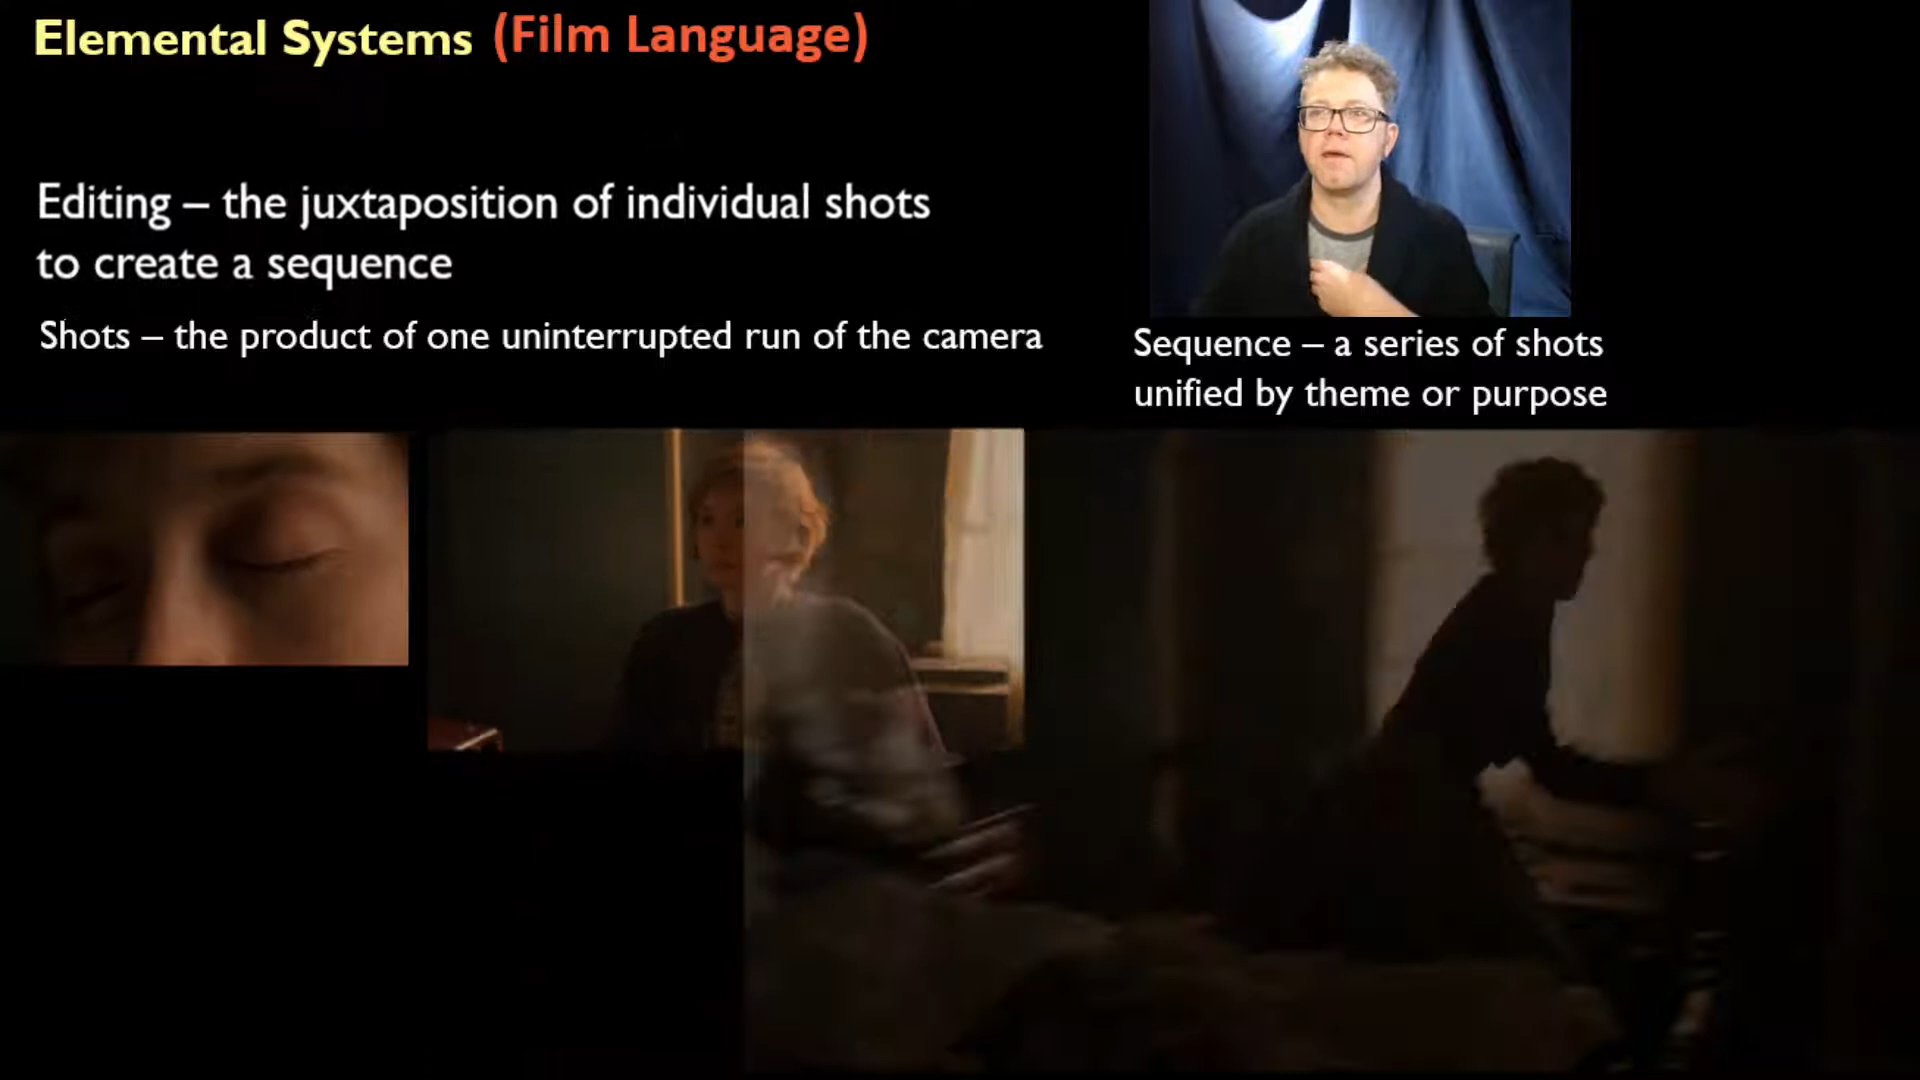 Elemental Systems (Film Language)
Editing – the juxtaposition of individual shots
to create a sequence
Shots – the product of one uninterrupted run of the camera
Sequence – a series of shots
unified by theme or purpose